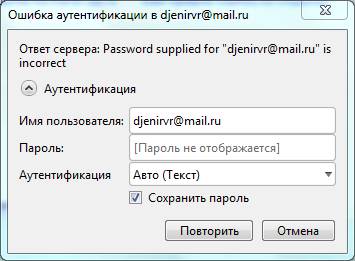 Ошибка аутентификации в djenirvr@mail.ru
Ответ сервера: Password supplied for "djenirvr@mail.ru" is
incorrect
Аутентификация
Имя пользователя: djenirvr@mail.ru
Пароль: [Пароль не отображается]
Аутентификация Авто (Текст)
Сохранить пароль
Повторить Отмена